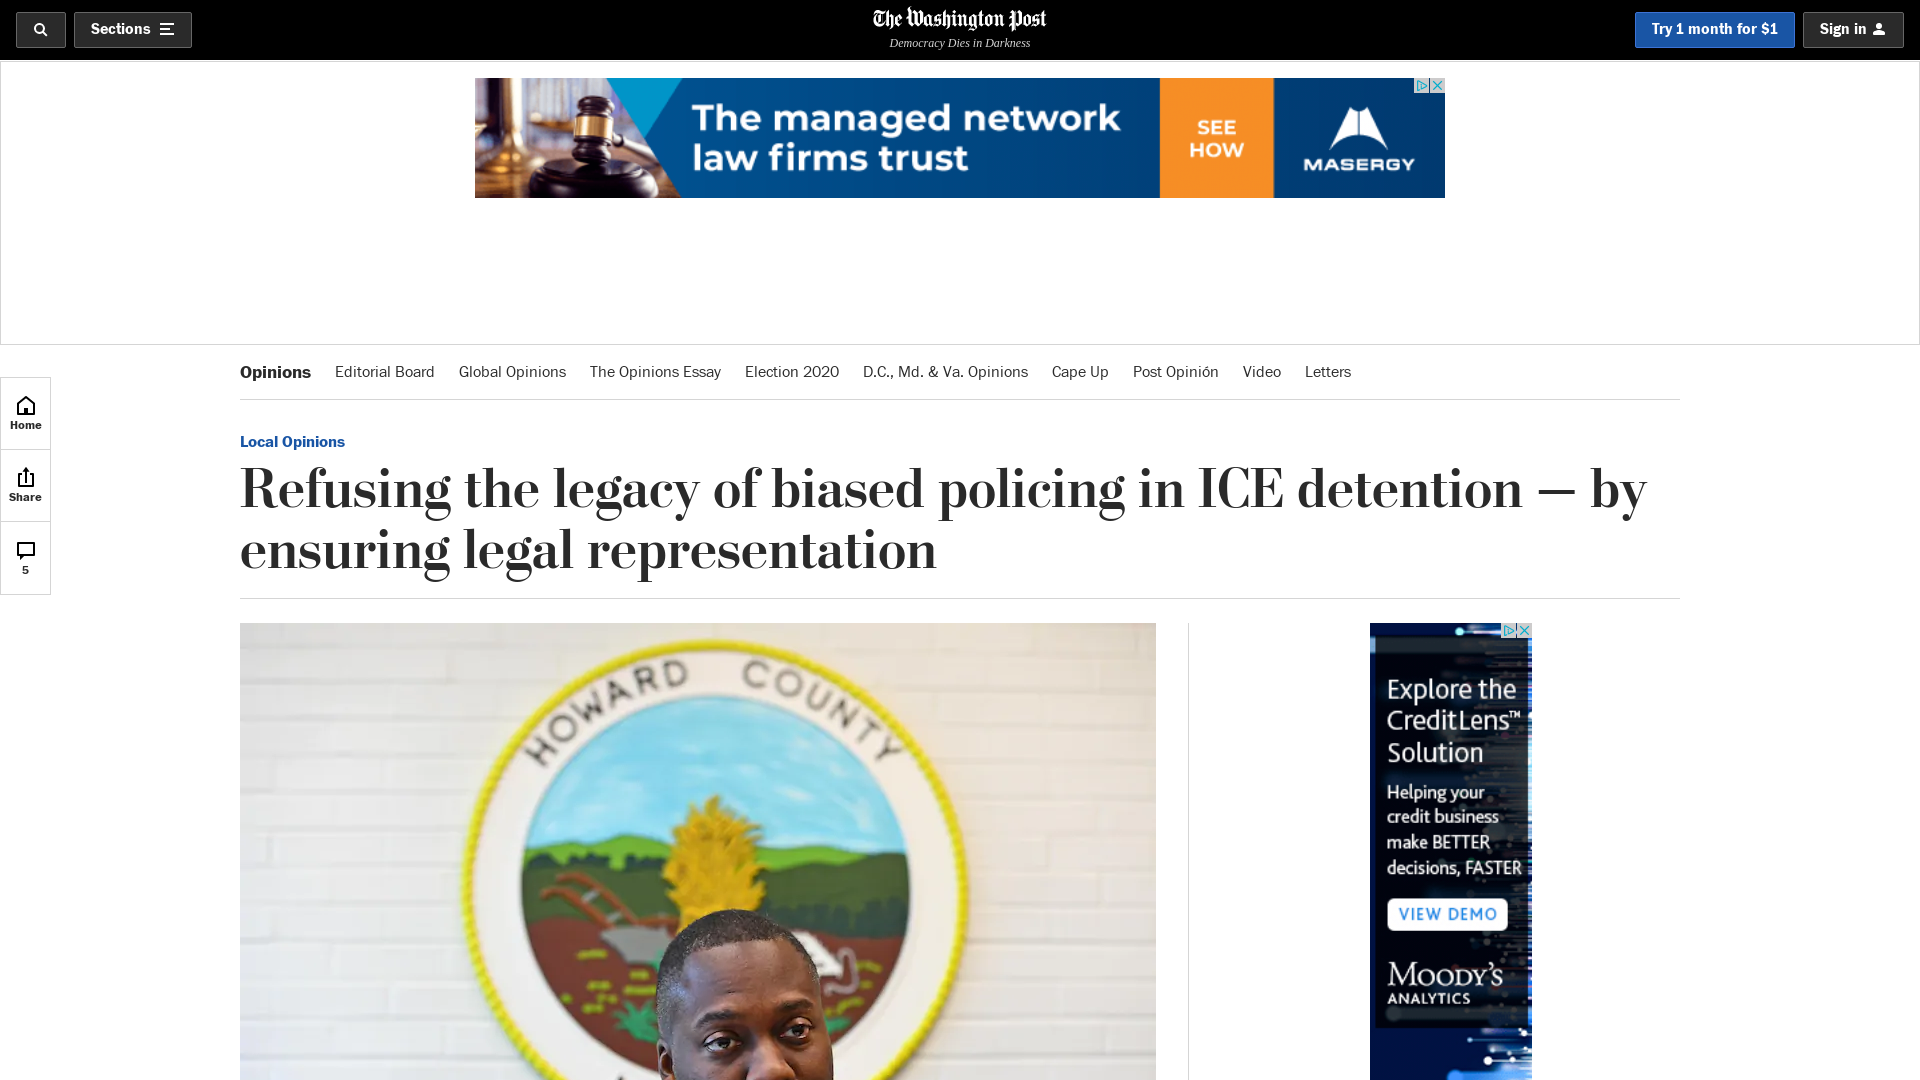 Sections
The Washington Post
Democracy Dies in Darkness
Try 1 month for $1
Sign in
The managed network
law firms trust
SEE
HOW
MASERGY
Opinions Editorial Board Global Opinions The Opinions Essay Election 2020 D.C., Md. & Va. Opinions Cape Up Post Opinión Video Letters
Home
Share
5
Local Opinions
Refusing the legacy of biased policing in ICE detention — by
ensuring legal representation
HOWARD COUNTY
Explore the
CreditLens™
Solution
Helping your
credit business
make BETTER
decisions, FASTER
VIEW DEMO
MOODY'S
ANALYTICS